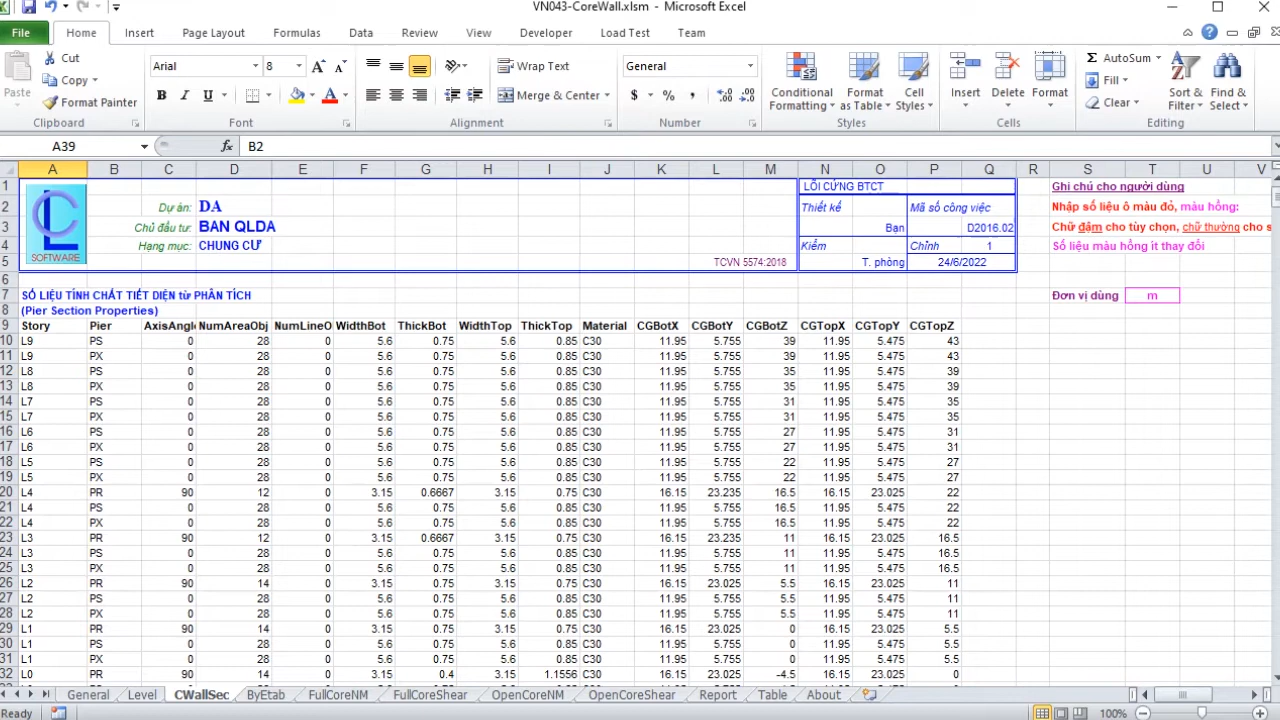 VN043-CoreWall.xlsm - Microsoft Excel
File Home Insert Page Layout Formulas Data Review View Developer Load Test Team
Paste Cut Copy Format Painter Clipboard
Arial 8 B I U A Font
Wrap Text Merge & Center Alignment
General $ % , Number
Conditional Formatting Format as Table Cell Styles Styles
Insert Delete Format Cells
AutoSum Fill Clear Sort & Filter Find & Select Editing
A39 fx B2
A B C D E F G H I J K L M N O P Q R S T U V
1 LÕI CỨNG BTCT Ghi chú cho người dùng
2 Dự án: DA Thiết kế Mã số công việc Nhập số liệu ô màu đỏ, màu hồng:
3 Chủ đầu tư: BAN QLDA Bạn D2016.02 Chữ đậm cho tùy chọn, chữ thường cho s
4 Hạng mục: CHUNG CƯ Kiểm Chính 1 Số liệu màu hồng ít thay đổi
5 CL SOFTWARE TCVN 5574:2018 T. phòng 24/6/2022
6
7 SỐ LIỆU TÍNH CHẤT TIẾT DIỆN từ PHÂN TÍCH Đơn vị dùng m
8 (Pier Section Properties)
9 Story Pier AxisAngle NumAreaObj NumLineO WidthBot ThickBot WidthTop ThickTop Material CGBotX CGBotY CGBotZ CGTopX CGTopY CGTopZ
10 L9 PS 0 28 0 5.6 0.75 5.6 0.85 C30 11.95 5.755 39 11.95 5.475 43
11 L9 PX 0 28 0 5.6 0.75 5.6 0.85 C30 11.95 5.755 39 11.95 5.475 43
12 L8 PS 0 28 0 5.6 0.75 5.6 0.85 C30 11.95 5.755 35 11.95 5.475 39
13 L8 PX 0 28 0 5.6 0.75 5.6 0.85 C30 11.95 5.755 35 11.95 5.475 39
14 L7 PS 0 28 0 5.6 0.75 5.6 0.85 C30 11.95 5.755 31 11.95 5.475 35
15 L7 PX 0 28 0 5.6 0.75 5.6 0.85 C30 11.95 5.755 31 11.95 5.475 35
16 L6 PS 0 28 0 5.6 0.75 5.6 0.85 C30 11.95 5.755 27 11.95 5.475 31
17 L6 PX 0 28 0 5.6 0.75 5.6 0.85 C30 11.95 5.755 27 11.95 5.475 31
18 L5 PS 0 28 0 5.6 0.75 5.6 0.85 C30 11.95 5.755 22 11.95 5.475 27
19 L5 PX 0 28 0 5.6 0.75 5.6 0.85 C30 11.95 5.755 22 11.95 5.475 27
20 L4 PR 90 12 0 3.15 0.6667 3.15 0.75 C30 16.15 23.235 16.5 16.15 23.025 22
21 L4 PS 0 28 0 5.6 0.75 5.6 0.85 C30 11.95 5.755 16.5 11.95 5.475 22
22 L4 PX 0 28 0 5.6 0.75 5.6 0.85 C30 11.95 5.755 16.5 11.95 5.475 22
23 L3 PR 90 12 0 3.15 0.6667 3.15 0.75 C30 16.15 23.235 11 16.15 23.025 16.5
24 L3 PS 0 28 0 5.6 0.75 5.6 0.85 C30 11.95 5.755 11 11.95 5.475 16.5
25 L3 PX 0 28 0 5.6 0.75 5.6 0.85 C30 11.95 5.755 11 11.95 5.475 16.5
26 L2 PR 90 14 0 3.15 0.75 3.15 0.75 C30 16.15 23.025 5.5 16.15 23.025 11
27 L2 PS 0 28 0 5.6 0.75 5.6 0.85 C30 11.95 5.755 5.5 11.95 5.475 11
28 L2 PX 0 28 0 5.6 0.75 5.6 0.85 C30 11.95 5.755 5.5 11.95 5.475 11
29 L1 PR 90 14 0 3.15 0.75 3.15 0.75 C30 16.15 23.025 0 16.15 23.025 5.5
30 L1 PS 0 28 0 5.6 0.75 5.6 0.85 C30 11.95 5.755 0 11.95 5.475 5.5
31 L1 PX 0 28 0 5.6 0.75 5.6 0.85 C30 11.95 5.755 0 11.95 5.475 5.5
32 L0 PR 90 14 0 3.15 0.4 3.15 1.1556 C30 16.15 23.025 -4.5 16.15 23.025 0
General Level CWallSec ByEtab FullCoreNM FullCoreShear OpenCoreNM OpenCoreShear Report Table About
Ready 100%